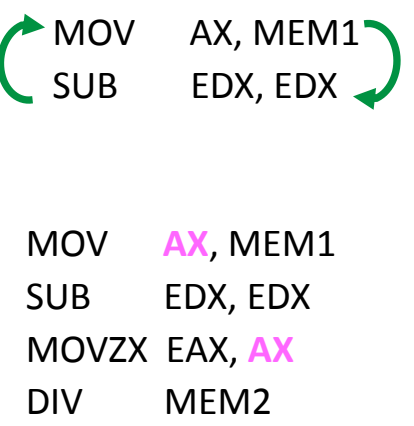 MOV AX, MEM1
SUB EDX, EDX
MOV AX, MEM1
SUB EDX, EDX
MOVZX EAX, AX
DIV MEM2